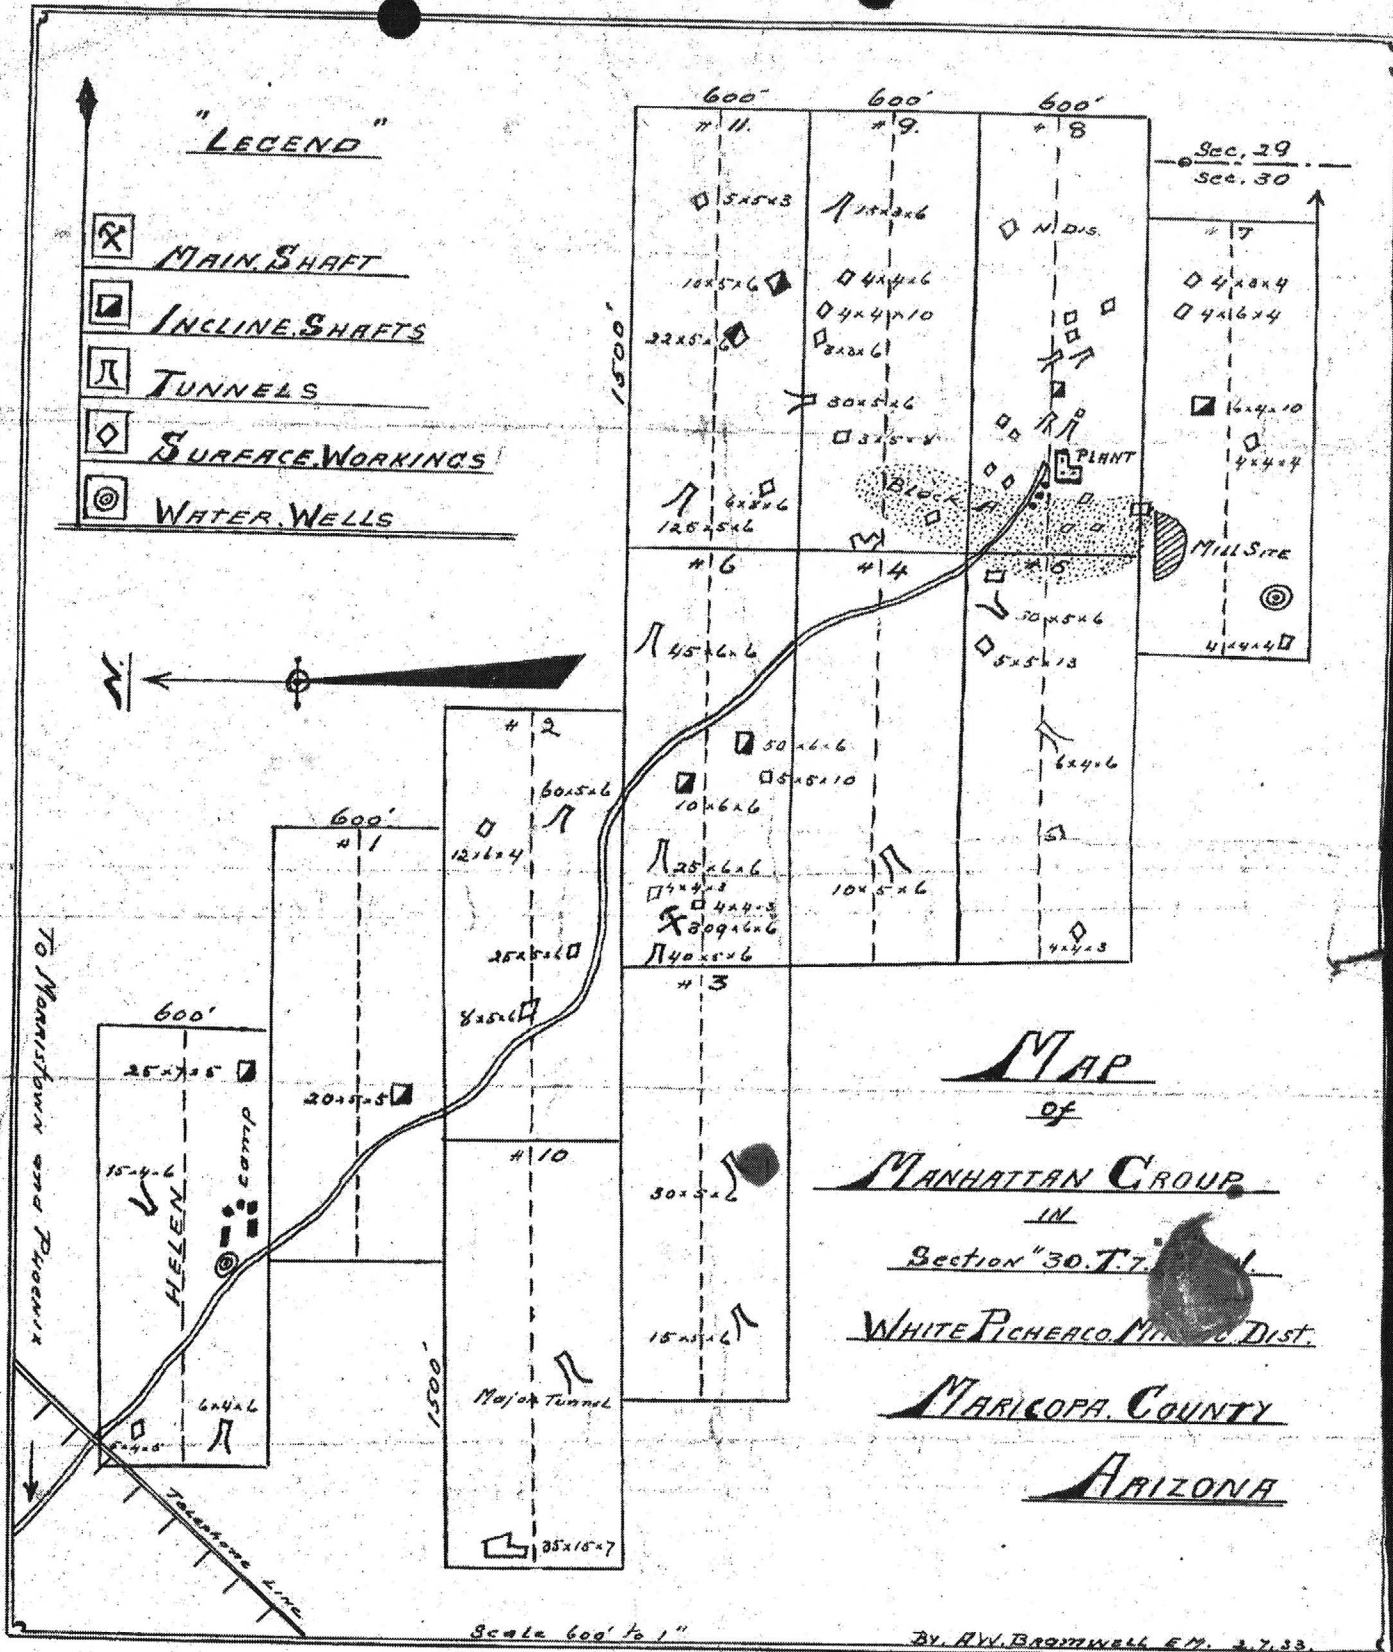 "LEGEND"
MAIN. SHAFT
INCLINE. SHAFTS
TUNNELS
SURFACE. WORKINGS
WATER. WELLS
N
600' 600' 600'
# 11. # 9. # 8
Sec. 29
Sec. 30
# 7
5x5x3
10x5x6
22x5x6
125x5x6
6x8x6
1500'
4x4x6
4x4x10
8x8x6
30x5x6
N. DIS.
PLANT
BLOCK A
4x8x4
4x6x4
6x4x10
4x4x4
MILL SITE
4x4x4
# 6 # 4 # 5
45x6x6
50x6x6
5x5x10
10x6x6
25x6x6
4x4x3
4x4x3
309x6x6
40x5x6
10x5x6
50x5x6
5x5x13
6x4x6
4x4x3
# 2
60x5x6
12x6x4
25x5x6
8x5x6
600'
# 1
20x5x5
600'
25x7x5
15x4x6
HELEN
camp
6x4x6
5x4x5
# 10
1500'
Major Tunnel
35x15x7
# 3
30x5x6
15x5x6
To MORRISTOWN and PHOENIX
TELEPHONE LINE
MAP
of
MANHATTAN GROUP
IN
Section "30. T. 7.
WHITE PICHEACO DIST.
MARICOPA. COUNTY
ARIZONA
Scale 600' to 1"
BY. A.W. BROMWELL E.M. 2.7.33.